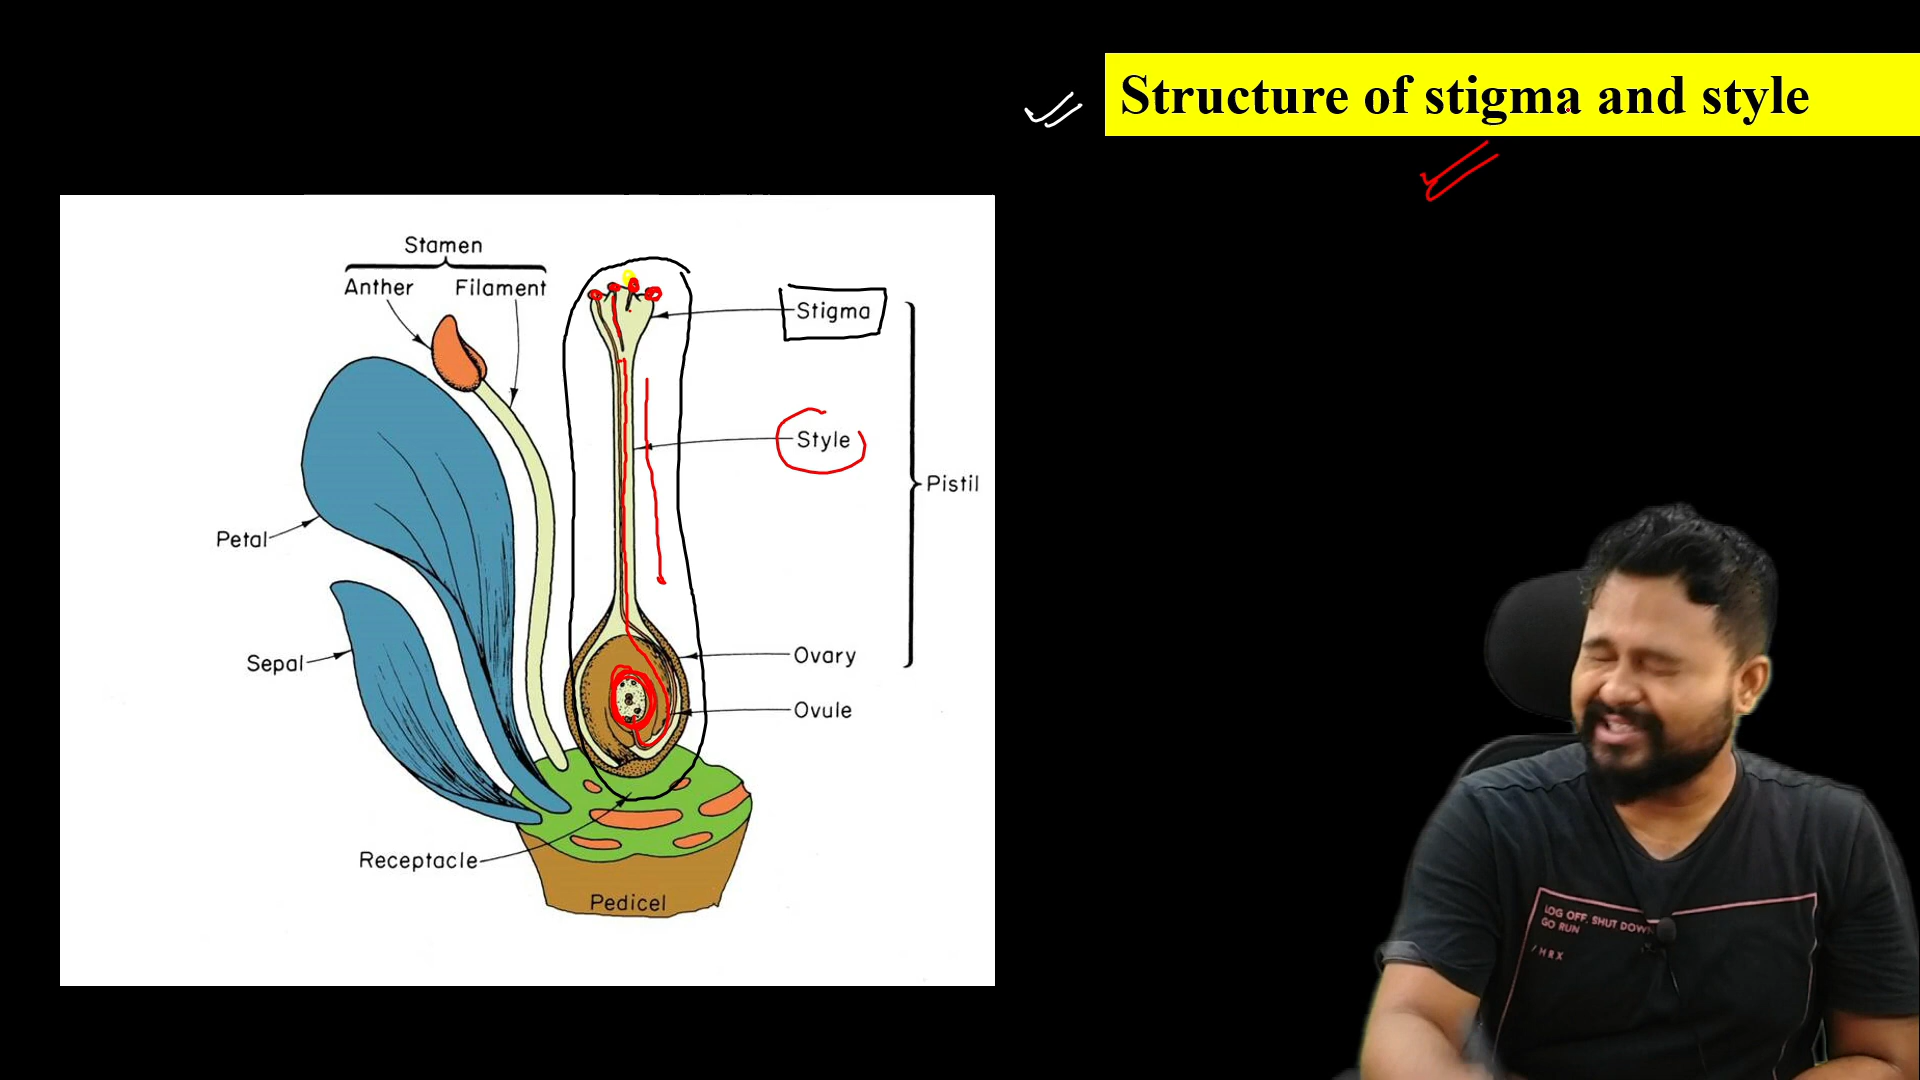 Structure of stigma and style
Stamen
Anther Filament
Stigma
Style
Pistil
Petal
Sepal
Ovary
Ovule
Receptacle
Pedicel
LOG OFF, SHUT DOWN
GO RUN
/HRX